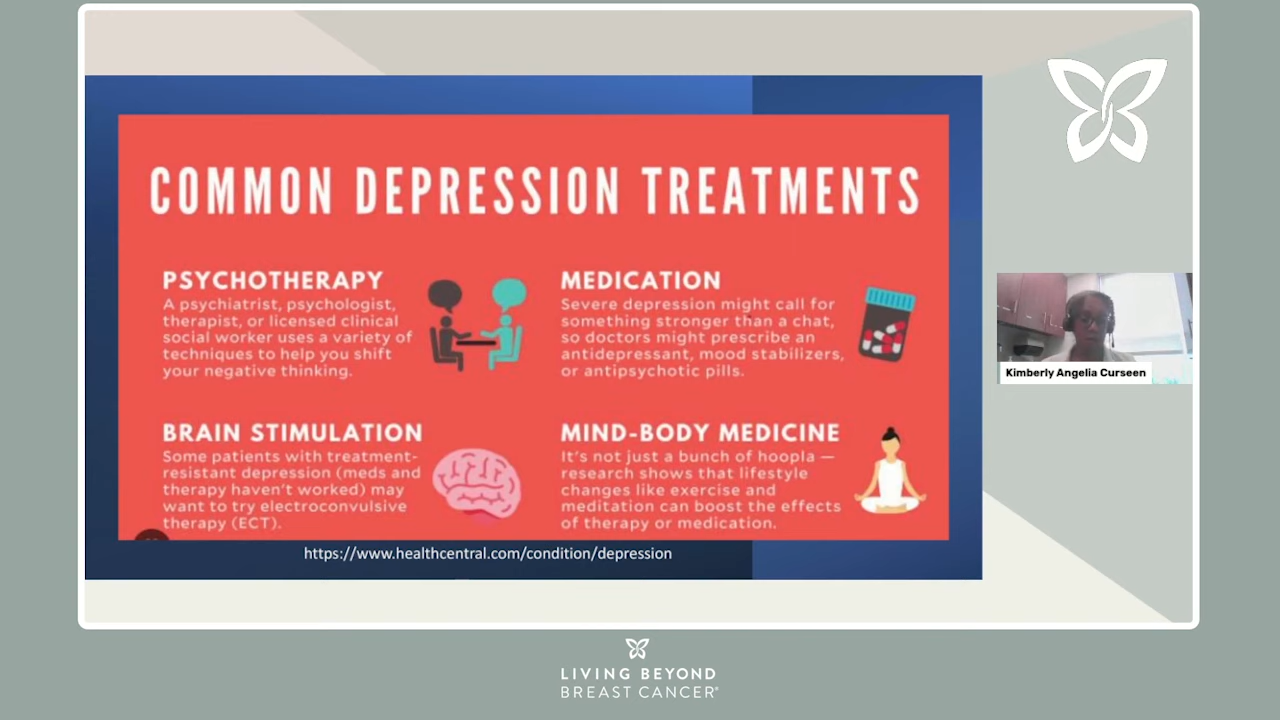 COMMON DEPRESSION TREATMENTS
PSYCHOTHERAPY
A psychiatrist, psychologist,
therapist, or licensed clinical
social worker uses a variety of
techniques to help you shift
your negative thinking.
MEDICATION
Severe depression might call for
something stronger than a chat,
so doctors might prescribe an
antidepressant, mood stabilizers,
or antipsychotic pills.
BRAIN STIMULATION
Some patients with treatment-
resistant depression (meds and
therapy haven't worked) may
want to try electroconvulsive
therapy (ECT).
MIND-BODY MEDICINE
It's not just a bunch of hoopla —
research shows that lifestyle
changes like exercise and
meditation can boost the effects
of therapy or medication.
https://www.healthcentral.com/condition/depression
Kimberly Angelia Curseen
LIVING BEYOND
BREAST CANCER®